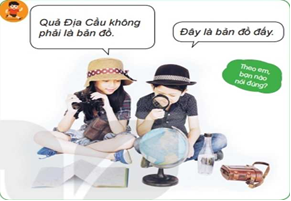 Quả Địa Cầu không
phải là bản đồ.
Đây là bản đồ đấy.
Theo em,
bạn nào
nói đúng?